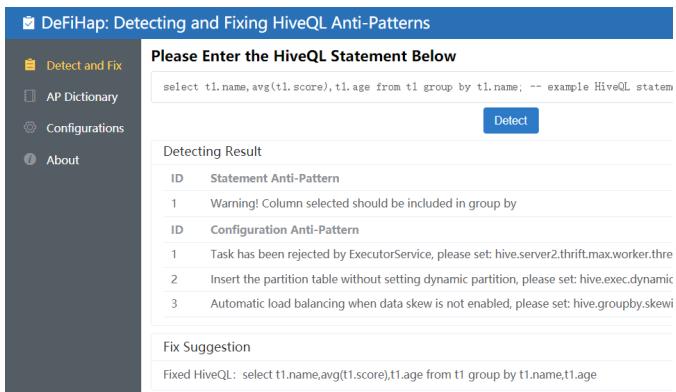 DeFiHap: Detecting and Fixing HiveQL Anti-Patterns
Detect and Fix
AP Dictionary
Configurations
About
Please Enter the HiveQL Statement Below
select t1.name,avg(t1.score),t1.age from t1 group by t1.name; -- example HiveQL stateme
Detect
Detecting Result
ID Statement Anti-Pattern
1 Warning! Column selected should be included in group by
ID Configuration Anti-Pattern
1 Task has been rejected by ExecutorService, please set: hive.server2.thrift.max.worker.thre
2 Insert the partition table without setting dynamic partition, please set: hive.exec.dynamic
3 Automatic load balancing when data skew is not enabled, please set: hive.groupby.skewi
Fix Suggestion
Fixed HiveQL: select t1.name,avg(t1.score),t1.age from t1 group by t1.name,t1.age